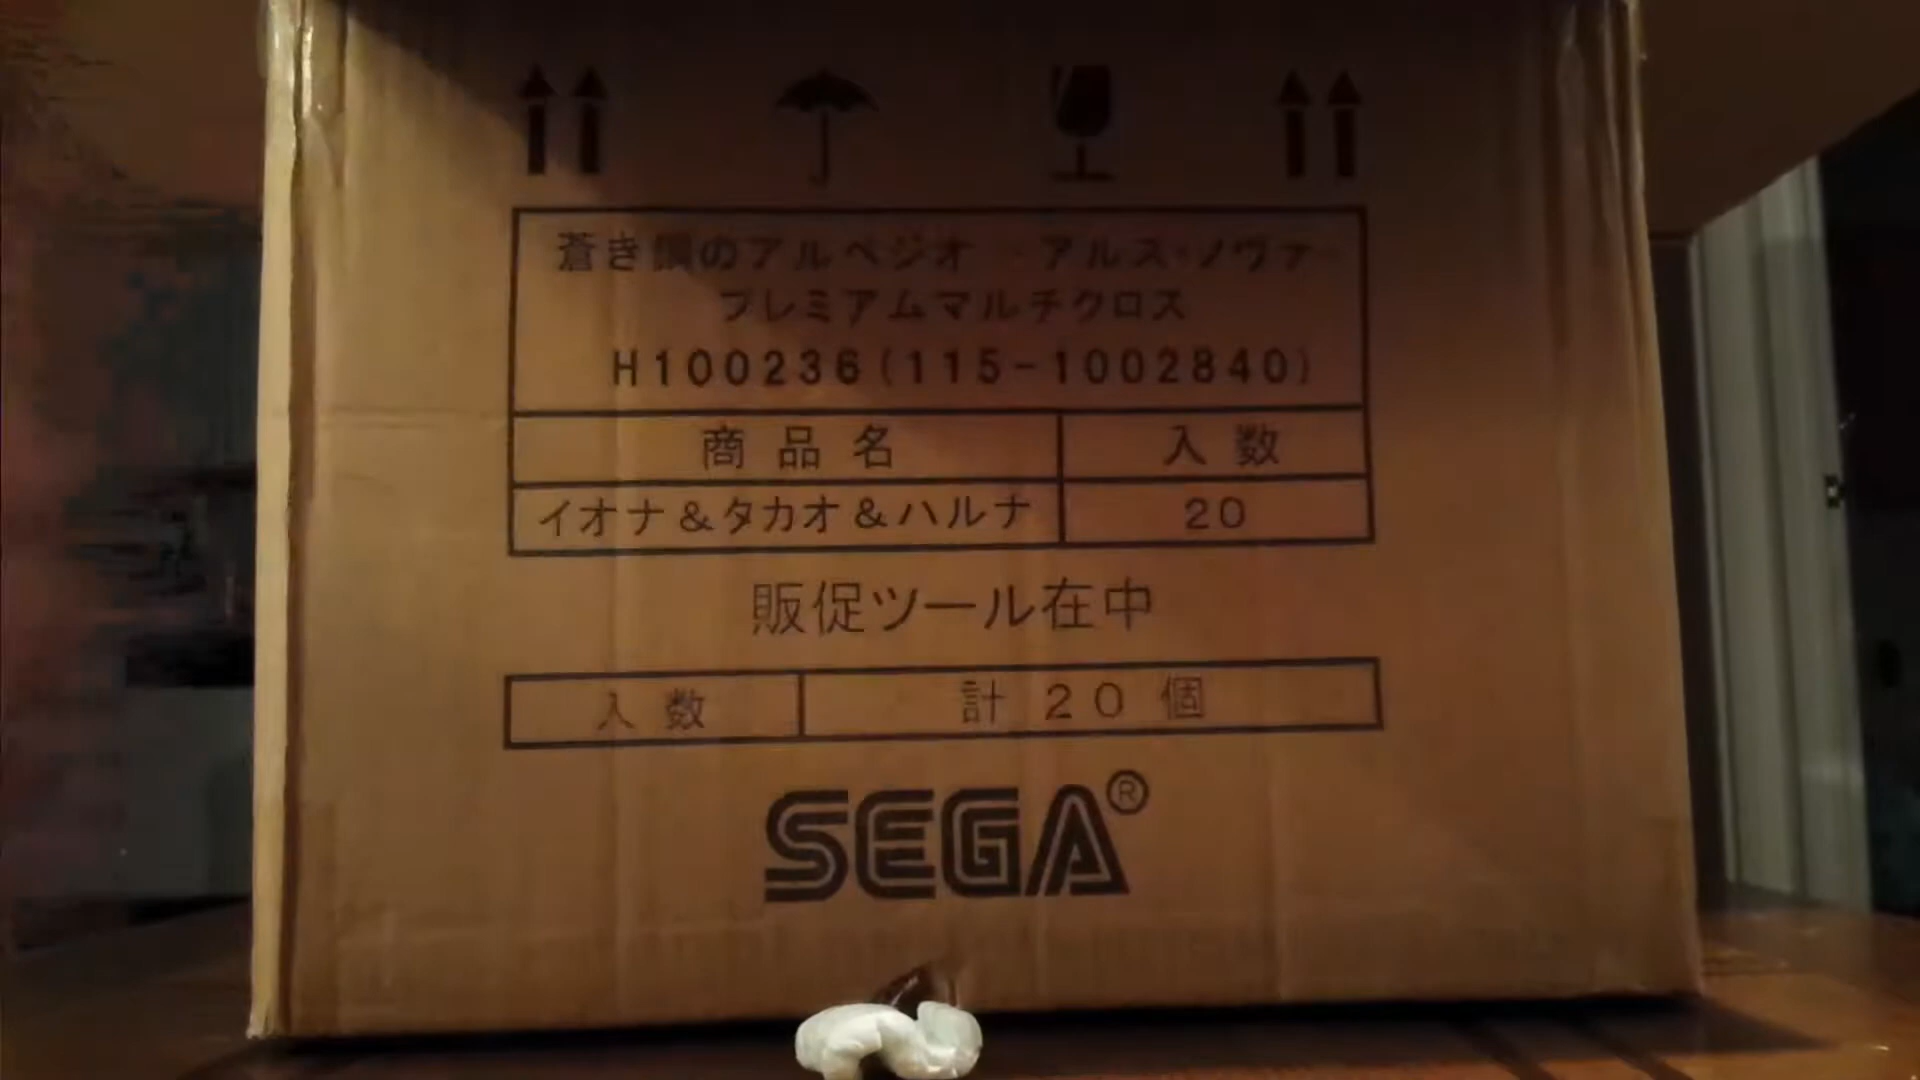 蒼き鋼のアルペジオ -アルス・ノヴァ-
プレミアムマルチクロス
H100236(115-1002840)
商品名 入数
イオナ&タカオ&ハルナ 20
販促ツール在中
入数 計20個
SEGA®